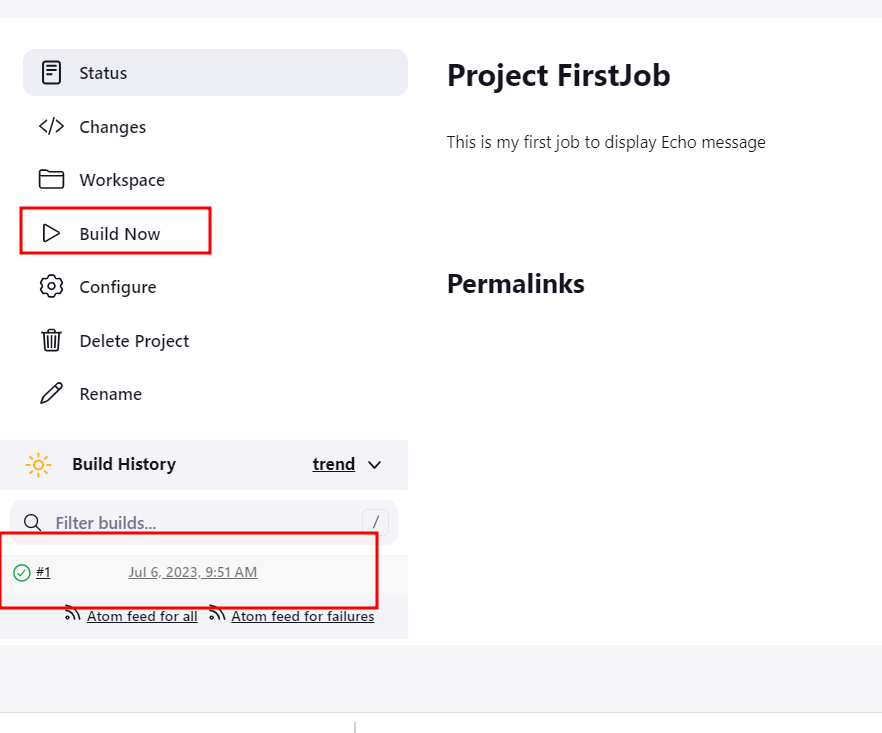 Status
Changes
Workspace
Build Now
Configure
Delete Project
Rename
Build History trend
Filter builds... /
#1 Jul 6, 2023, 9:51 AM
Atom feed for all Atom feed for failures
Project FirstJob
This is my first job to display Echo message
Permalinks